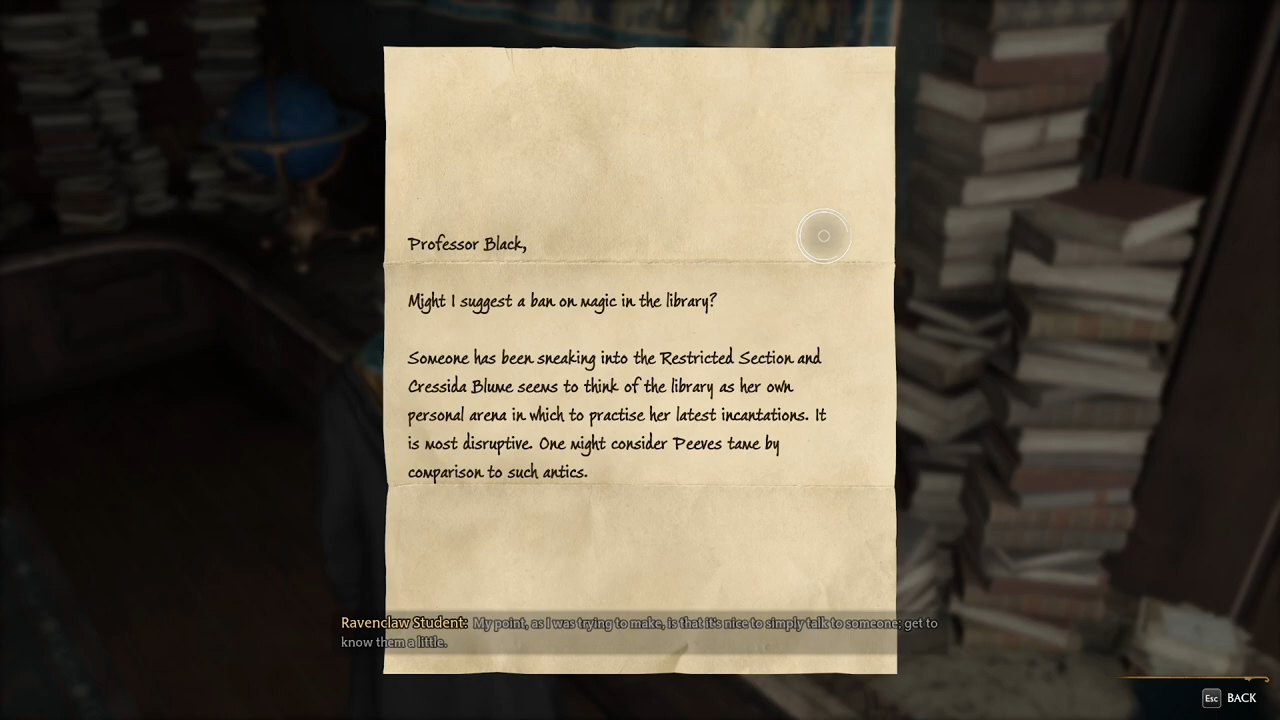 Professor Black,
Might I suggest a ban on magic in the library?
Someone has been sneaking into the Restricted Section and
Cressida Blume seems to think of the library as her own
personal arena in which to practise her latest incantations. It
is most disruptive. One might consider Peeves tame by
comparison to such antics.
Ravenclaw Student: My point, as I was trying to make, is that it's nice to simply talk to someone; get to
know them a little.
Esc BACK